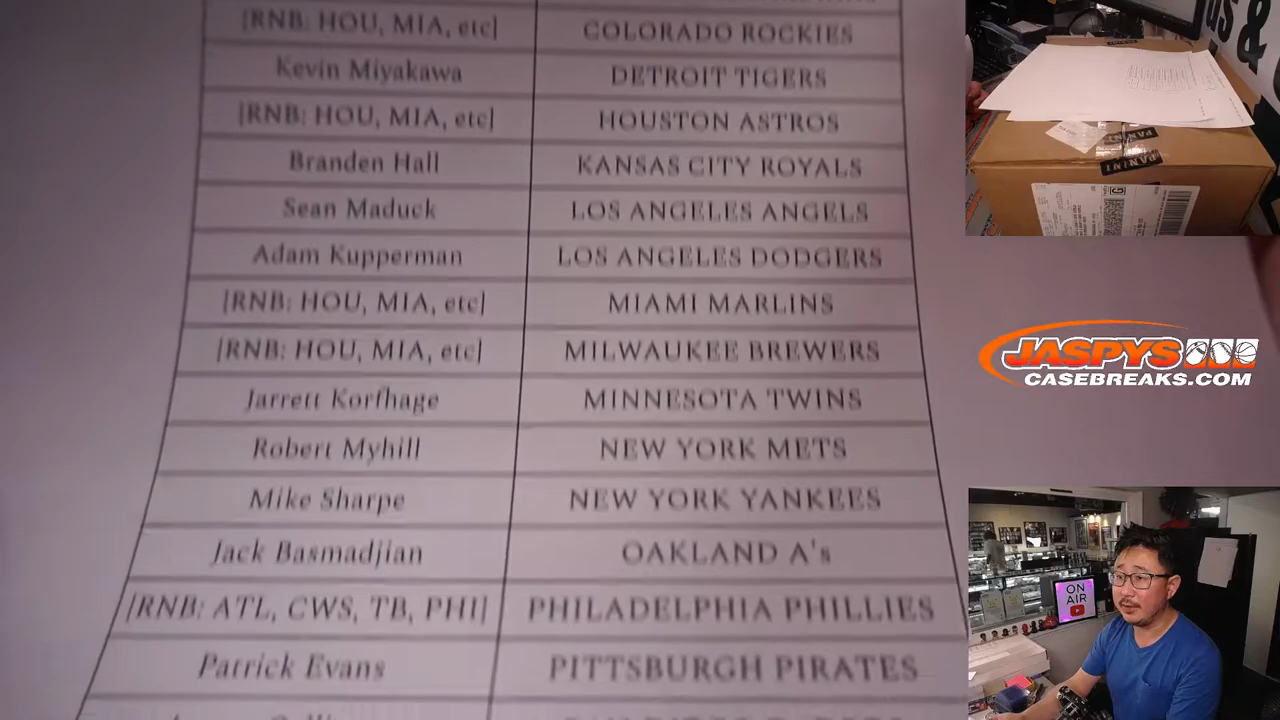 [RNB: HOU, MIA, etc] COLORADO ROCKIES
Kevin Miyakawa DETROIT TIGERS
[RNB: HOU, MIA, etc] HOUSTON ASTROS
Branden Hall KANSAS CITY ROYALS
Sean Maduck LOS ANGELES ANGELS
Adam Kupperman LOS ANGELES DODGERS
[RNB: HOU, MIA, etc] MIAMI MARLINS
[RNB: HOU, MIA, etc] MILWAUKEE BREWERS
Jarrett Korfhage MINNESOTA TWINS
Robert Myhill NEW YORK METS
Mike Sharpe NEW YORK YANKEES
Jack Basmadjian OAKLAND A's
[RNB: ATL, CWS, TB, PHI] PHILADELPHIA PHILLIES
Patrick Evans PITTSBURGH PIRATES
&
PANINI
PANINI
G
JASPYS
CASEBREAKS.COM
ON
AIR